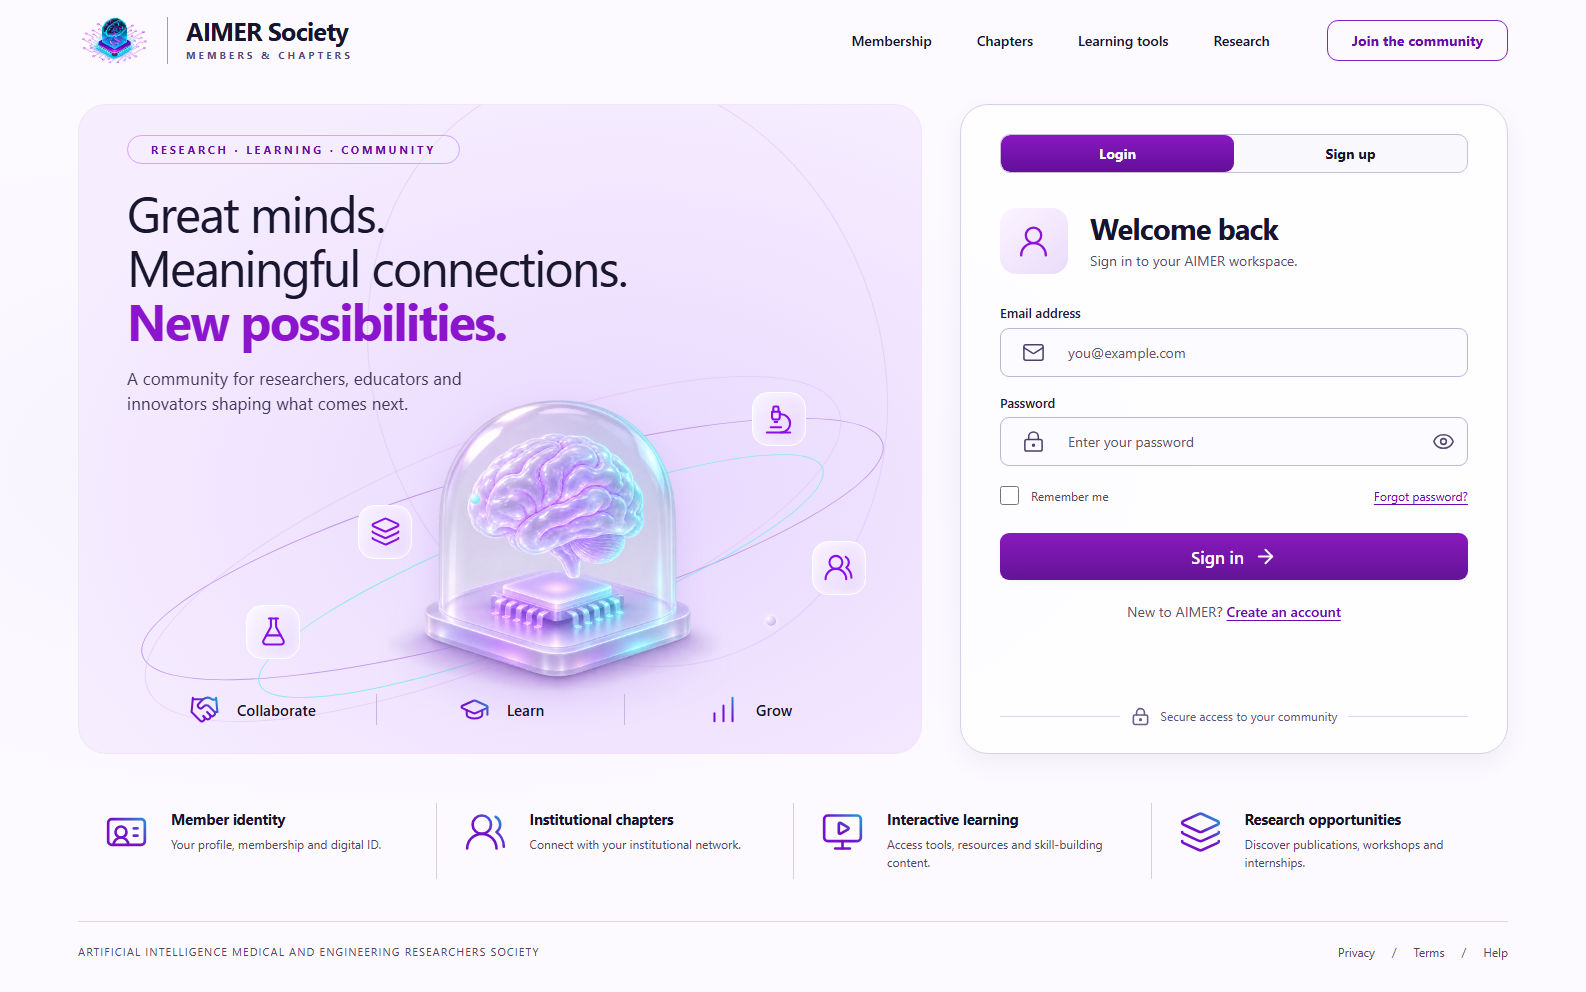 AIMER Society
MEMBERS & CHAPTERS
Membership
Chapters
Learning tools
Research
Join the community
RESEARCH · LEARNING · COMMUNITY
Great minds.
Meaningful connections.
New possibilities.
A community for researchers, educators and
innovators shaping what comes next.
Collaborate
Learn
Grow
Login
Sign up
Welcome back
Sign in to your AIMER workspace.
Email address
you@example.com
Password
Enter your password
Remember me
Forgot password?
Sign in
New to AIMER? Create an account
Secure access to your community
Member identity
Your profile, membership and digital ID.
Institutional chapters
Connect with your institutional network.
Interactive learning
Access tools, resources and skill-building
content.
Research opportunities
Discover publications, workshops and
internships.
ARTIFICIAL INTELLIGENCE MEDICAL AND ENGINEERING RESEARCHERS SOCIETY
Privacy / Terms / Help